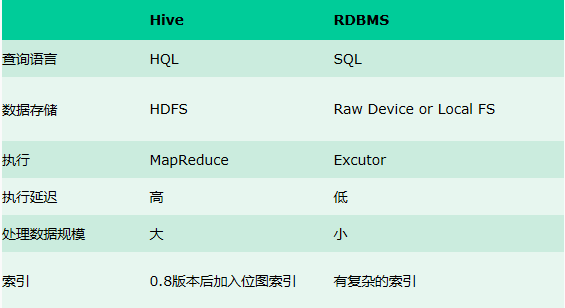 Hive RDBMS
查询语言 HQL SQL
数据存储 HDFS Raw Device or Local FS
执行 MapReduce Excutor
执行延迟 高 低
处理数据规模 大 小
索引 0.8版本后加入位图索引 有复杂的索引